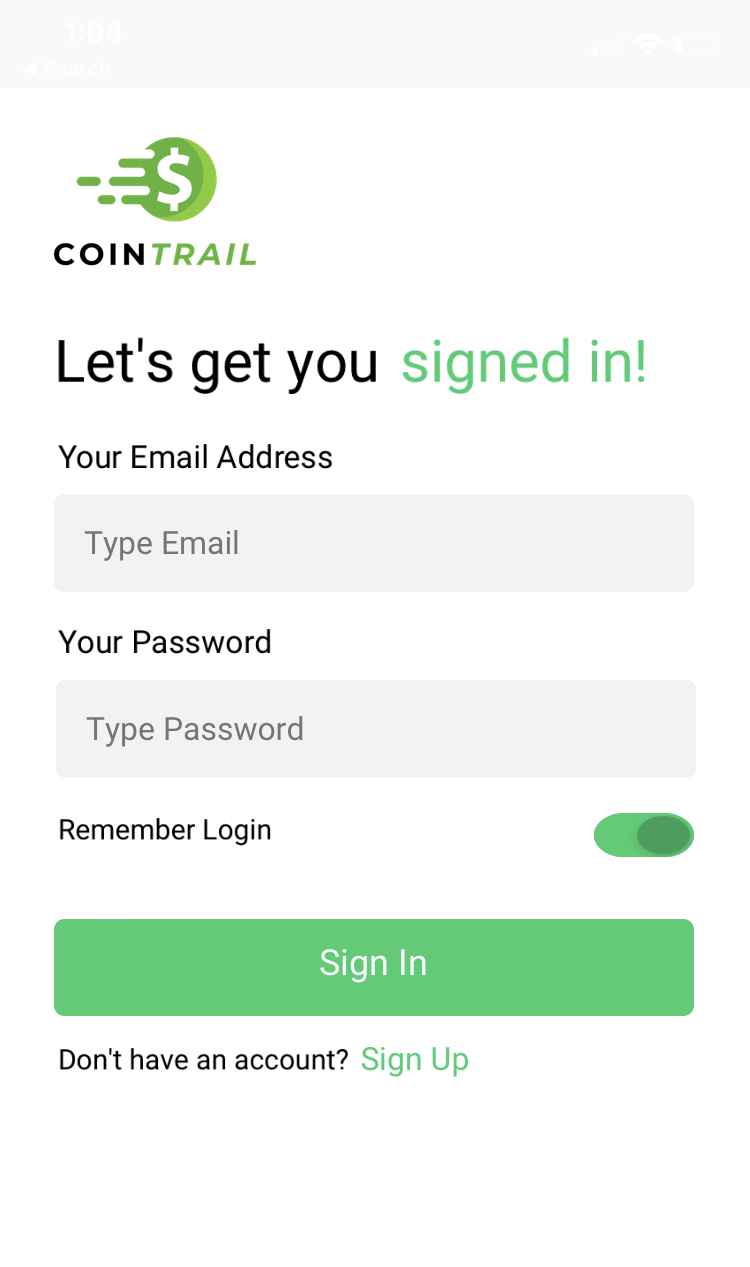 1:04
◀ Search
$
COINTRAIL
Let's get you signed in!
Your Email Address
Type Email
Your Password
Type Password
Remember Login
Sign In
Don't have an account? Sign Up